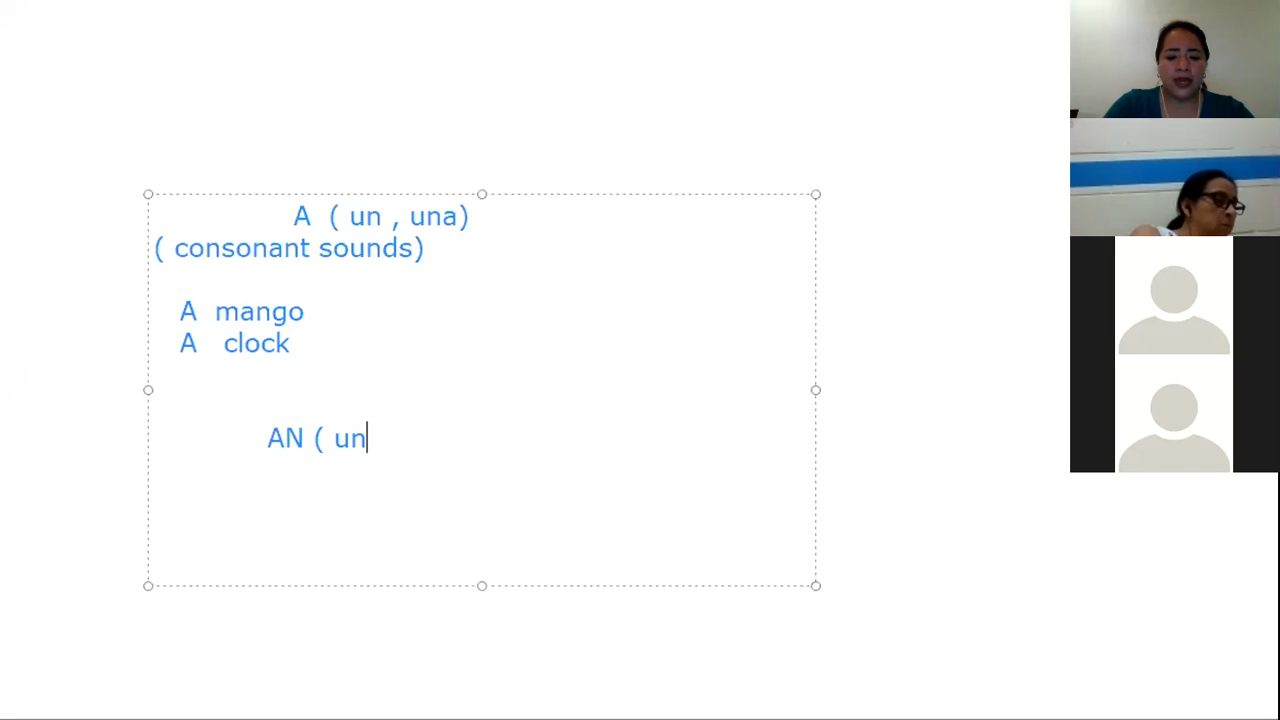 A ( un , una)
( consonant sounds)
A mango
A clock
AN ( un